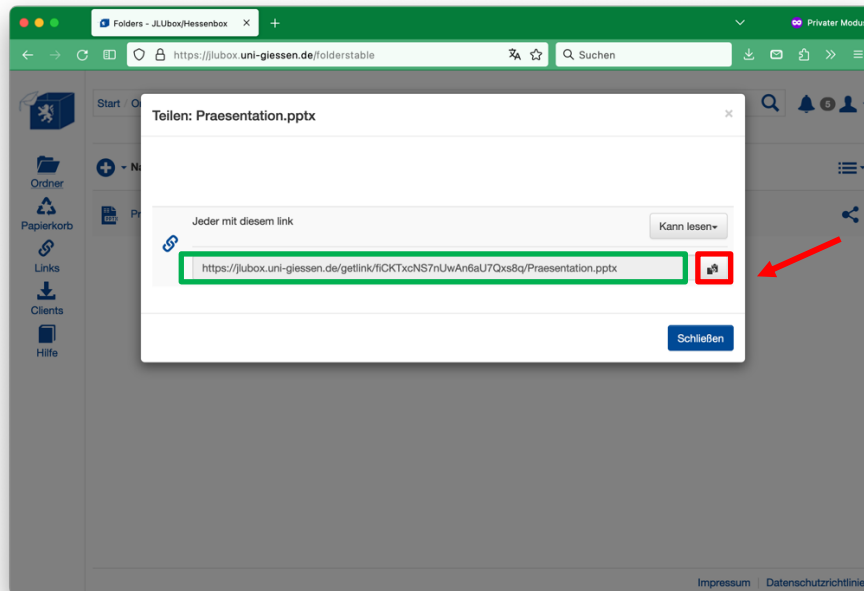 Folders - JLUbox/Hessenbox
Privater Modus
https://jlubox.uni-giessen.de/folderstable
Suchen
Start
Teilen: Praesentation.pptx
5
Ordner
Papierkorb
Jeder mit diesem link
Kann lesen
Links
https://jlubox.uni-giessen.de/getlink/fiCKTxcNS7nUwAn6aU7Qxs8q/Praesentation.pptx
Clients
Schließen
Hilfe
Impressum | Datenschutzrichtlinie